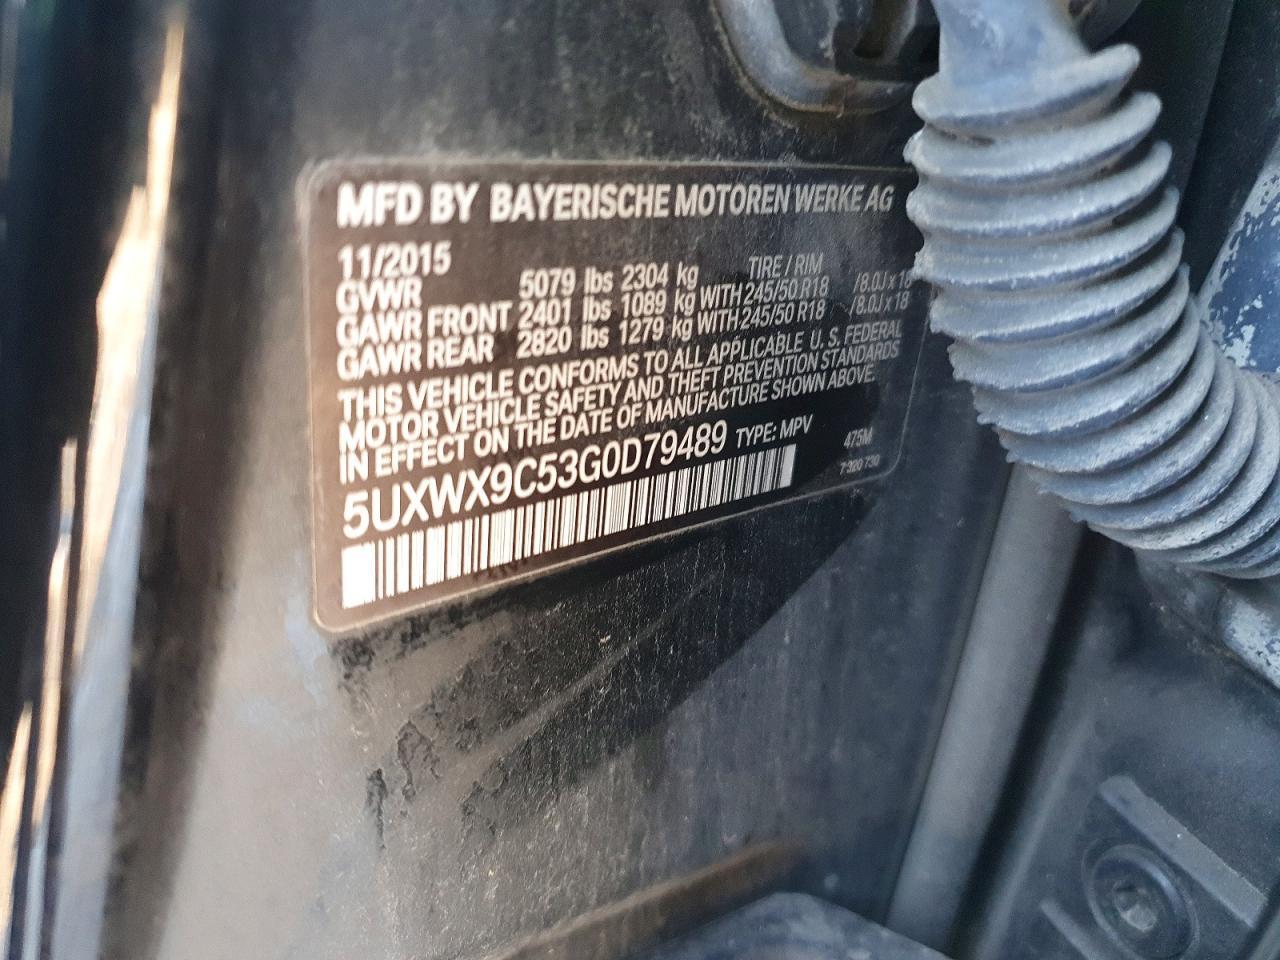 MFD BY BAYERISCHE MOTOREN WERKE AG
11/2015 TIRE / RIM
GVWR 5079 lbs 2304 kg
GAWR FRONT 2401 lbs 1089 kg WITH 245/50 R18 /8.0J x 18
GAWR REAR 2820 lbs 1279 kg WITH 245/50 R18 /8.0J x 18
THIS VEHICLE CONFORMS TO ALL APPLICABLE U.S. FEDERAL
MOTOR VEHICLE SAFETY AND THEFT PREVENTION STANDARDS
IN EFFECT ON THE DATE OF MANUFACTURE SHOWN ABOVE.
5UXWX9C53G0D79489 TYPE: MPV 475M
7 320 730